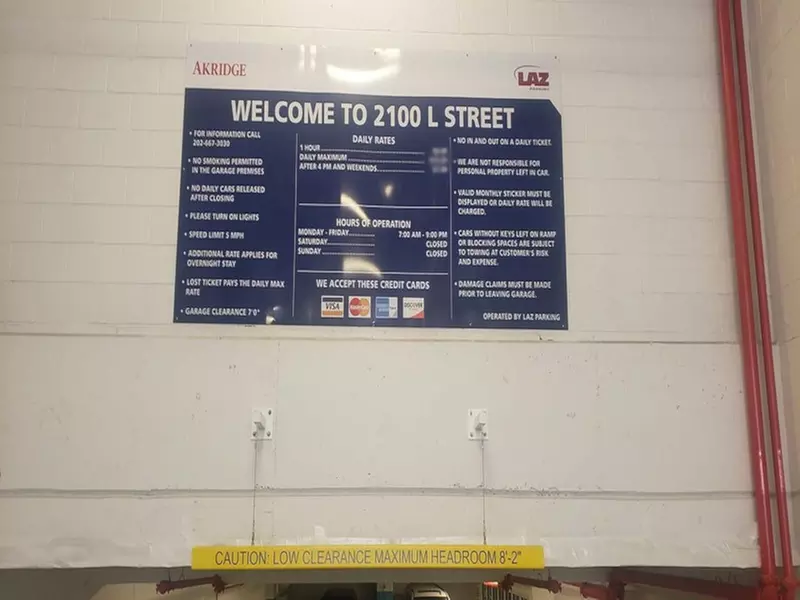 AKRIDGE
LAZ
PARKING
WELCOME TO 2100 L STREET
• FOR INFORMATION CALL
202-667-3030
• NO SMOKING PERMITTED
IN THE GARAGE PREMISES
• NO DAILY CARS RELEASED
AFTER CLOSING
• PLEASE TURN ON LIGHTS
• SPEED LIMIT 5 MPH
• ADDITIONAL RATE APPLIES FOR
OVERNIGHT STAY
• LOST TICKET PAYS THE DAILY MAX
RATE
• GARAGE CLEARANCE 7'0"
DAILY RATES
1 HOUR
DAILY MAXIMUM
AFTER 4 PM AND WEEKENDS
HOURS OF OPERATION
MONDAY - FRIDAY 7:00 AM - 9:00 PM
SATURDAY CLOSED
SUNDAY CLOSED
WE ACCEPT THESE CREDIT CARDS
VISA MasterCard DISCOVER
• NO IN AND OUT ON A DAILY TICKET.
• WE ARE NOT RESPONSIBLE FOR
PERSONAL PROPERTY LEFT IN CAR.
• VALID MONTHLY STICKER MUST BE
DISPLAYED OR DAILY RATE WILL BE
CHARGED.
• CARS WITHOUT KEYS LEFT ON RAMP
OR BLOCKING SPACES ARE SUBJECT
TO TOWING AT CUSTOMER'S RISK
AND EXPENSE.
• DAMAGE CLAIMS MUST BE MADE
PRIOR TO LEAVING GARAGE.
OPERATED BY LAZ PARKING
CAUTION: LOW CLEARANCE MAXIMUM HEADROOM 8'-2"